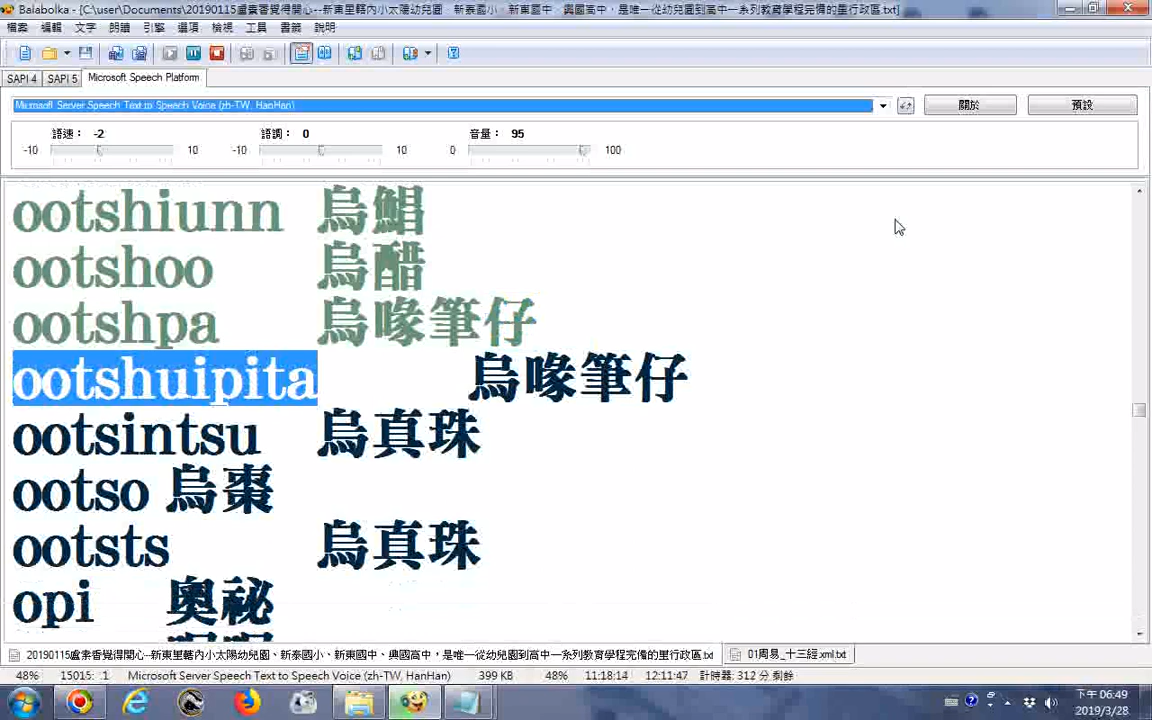 Balabolka - [C:\user\Documents\20190115盧素香覺得開心--新東里轄內小太陽幼兒園、新泰國小、新東國中、興國高中，是唯一從幼兒園到高中一系列教育學程完備的里行政區.txt]
檔案 編輯 文字 朗讀 引擎 選項 檢視 工具 書籤 說明
SAPI 4 SAPI 5 Microsoft Speech Platform
Microsoft Server Speech Text to Speech Voice (zh-TW, HanHan) 關於 預設
語速： -2 語調： 0 音量： 95
-10 10 -10 10 0 100
ootshiunn 烏鯧
ootshoo 烏醋
ootshpa 烏喙筆仔
ootshuipita 烏喙筆仔
ootsintsu 烏真珠
ootso 烏棗
ootsts 烏真珠
opi 奧祕
20190115盧素香覺得開心--新東里轄內小太陽幼兒園、新泰國小、新東國中、興國高中，是唯一從幼兒園到高中一系列教育學程完備的里行政區.txt 01周易_十三經.xml.txt
48% 15015: .1 Microsoft Server Speech Text to Speech Voice (zh-TW, HanHan) 399 KB 48% 11:18:14 12:11:47 計時器: 312 分 剩餘
下午 06:49
2019/3/28